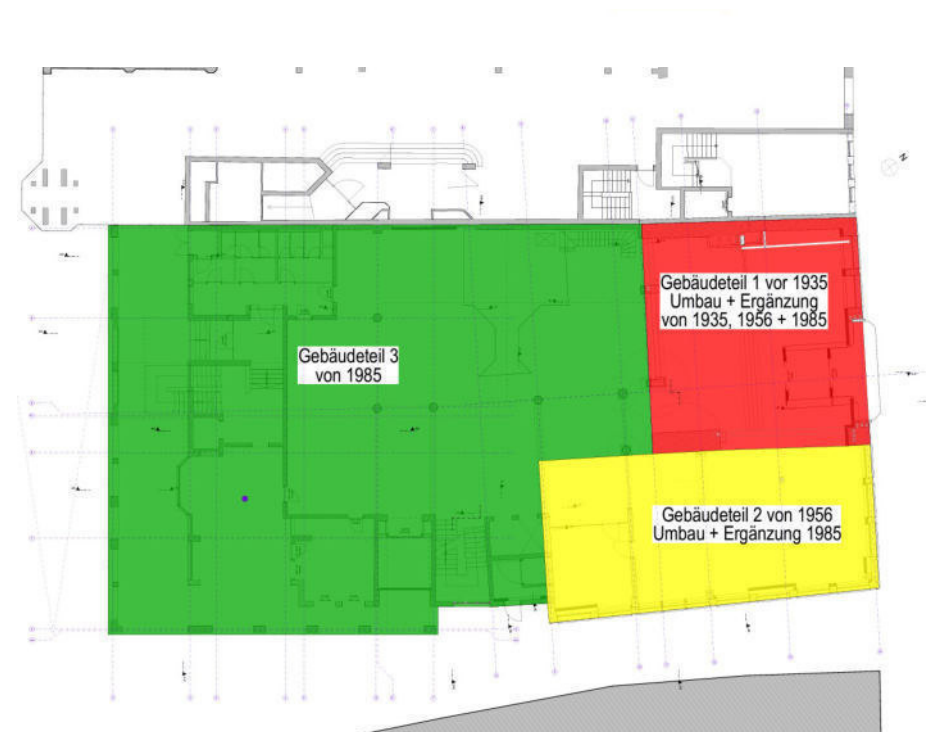 Gebäudeteil 1 vor 1935
Umbau + Ergänzung
von 1935, 1956 + 1985
Gebäudeteil 3
von 1985
Gebäudeteil 2 von 1956
Umbau + Ergänzung 1985